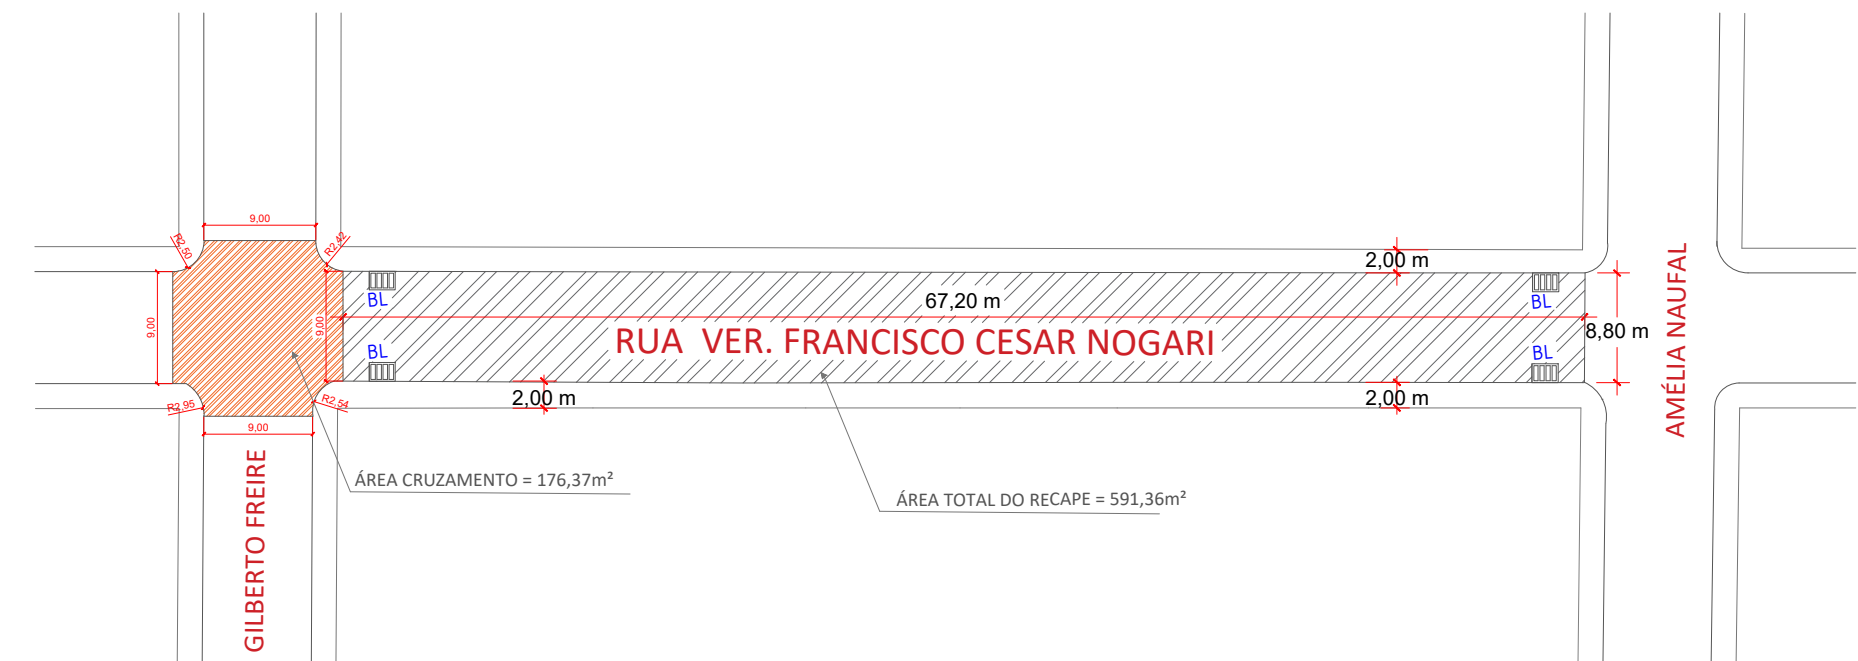 9,00
R2,50
R2,42
2,00 m
AMÉLIA NAUFAL
BL
67,20 m
BL
9,00
9,00
RUA  VER. FRANCISCO CESAR NOGARI
8,80 m
BL
BL
R2,95
R2,54
2,00 m
2,00 m
9,00
GILBERTO FREIRE
ÁREA CRUZAMENTO = 176,37m²
ÁREA TOTAL DO RECAPE = 591,36m²